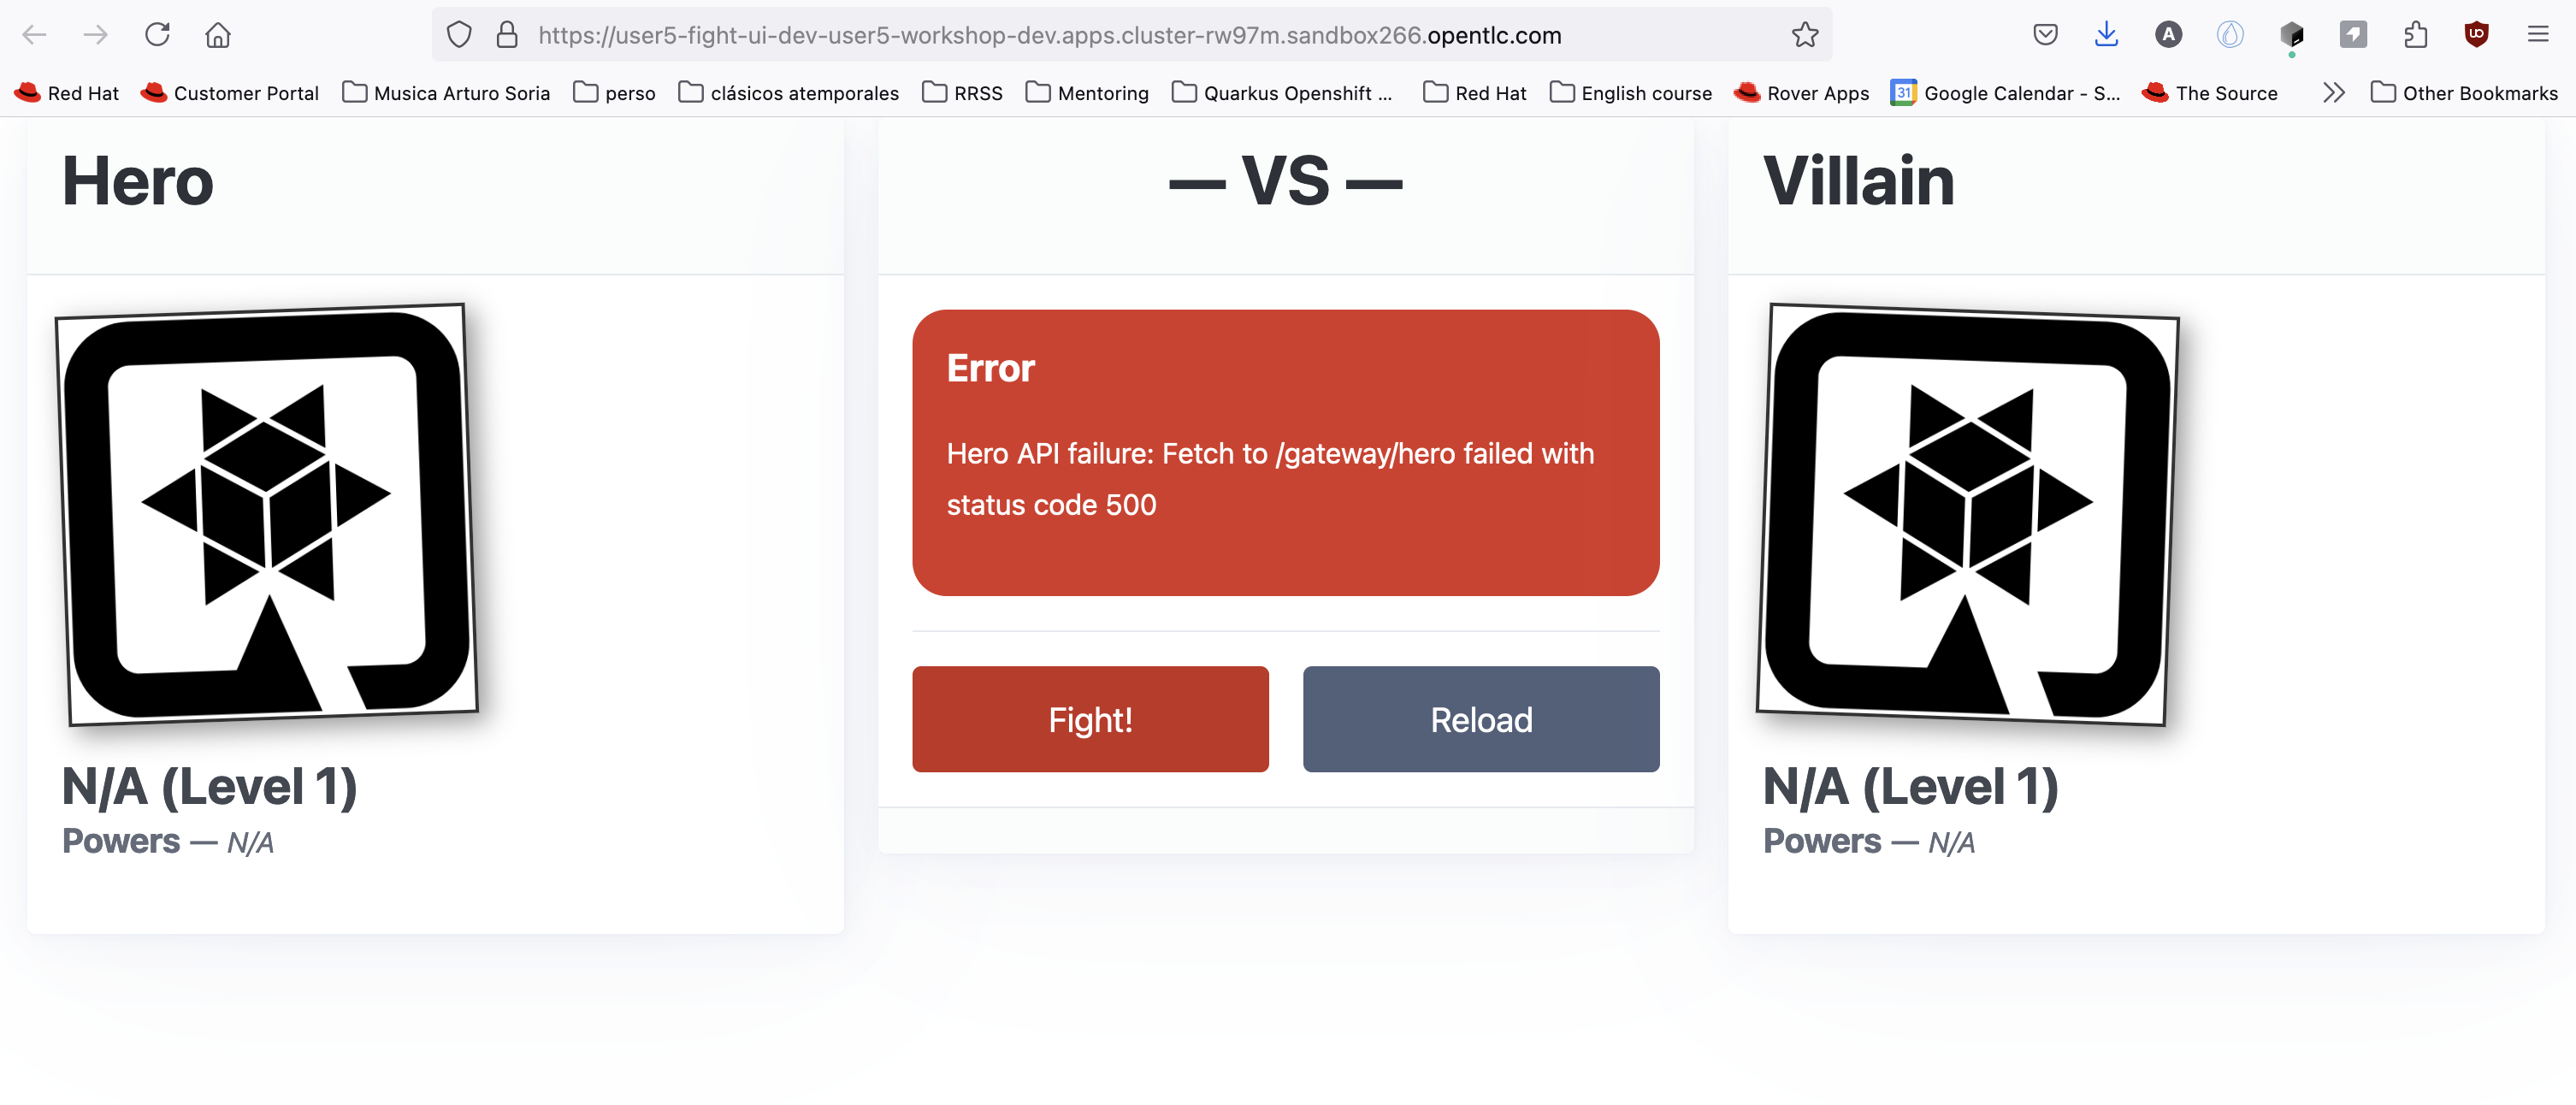 https://user5-fight-ui-dev-user5-workshop-dev.apps.cluster-rw97m.sandbox266.opentlc.com
A
UD
Red Hat
Customer Portal
Musica Arturo Soria
perso
clásicos atemporales
RRSS
Mentoring
Quarkus Openshift ...
Red Hat
English course
Rover Apps
31
Google Calendar - S...
The Source
Other Bookmarks
Hero
— VS —
Villain
Error
Hero API failure: Fetch to /gateway/hero failed with
status code 500
Fight!
Reload
N/A (Level 1)
Powers — N/A
N/A (Level 1)
Powers — N/A